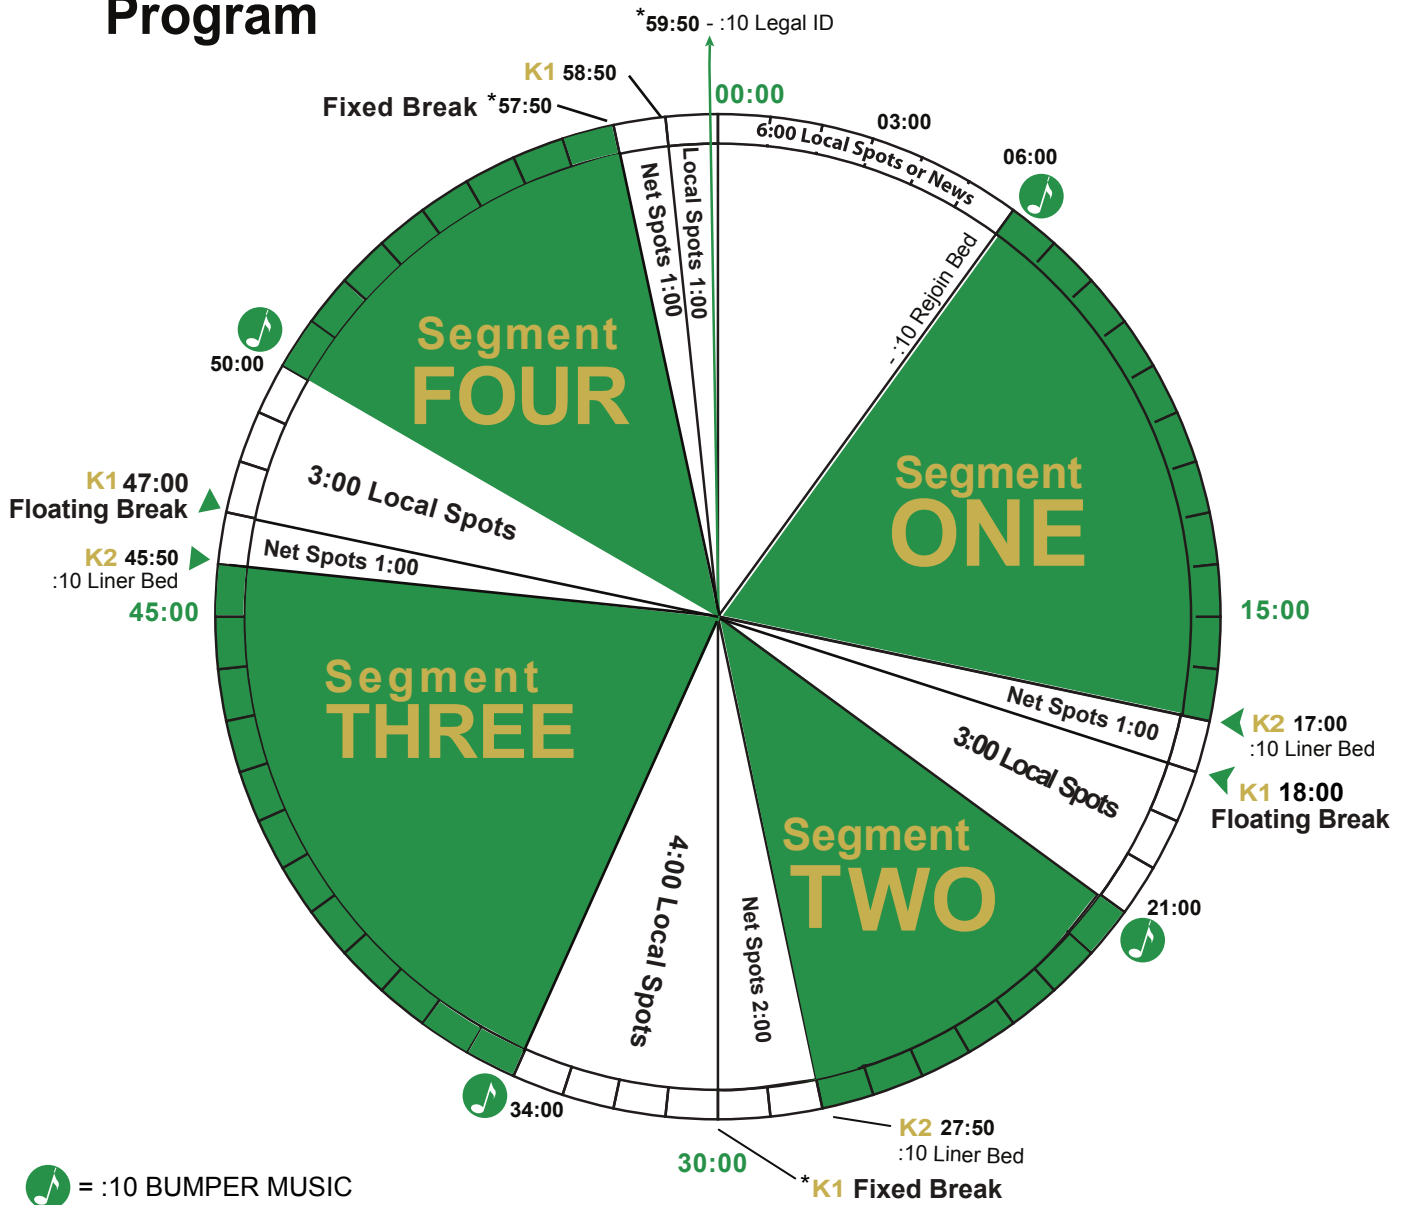 Program
*59:50 - :10 Legal ID
K1 58:50
Fixed Break *57:50
00:00
03:00
6:00 Local Spots or News
06:00
- :10 Rejoin Bed
Net Spots 1:00
Local Spots 1:00
Segment
FOUR
50:00
3:00 Local Spots
K1 47:00
Floating Break
Net Spots 1:00
K2 45:50
:10 Liner Bed
45:00
Segment
ONE
15:00
Net Spots 1:00
K2 17:00
:10 Liner Bed
3:00 Local Spots
K1 18:00
Floating Break
Segment
THREE
Segment
TWO
21:00
4:00 Local Spots
Net Spots 2:00
34:00
K2 27:50
:10 Liner Bed
30:00
*K1 Fixed Break
= :10 BUMPER MUSIC